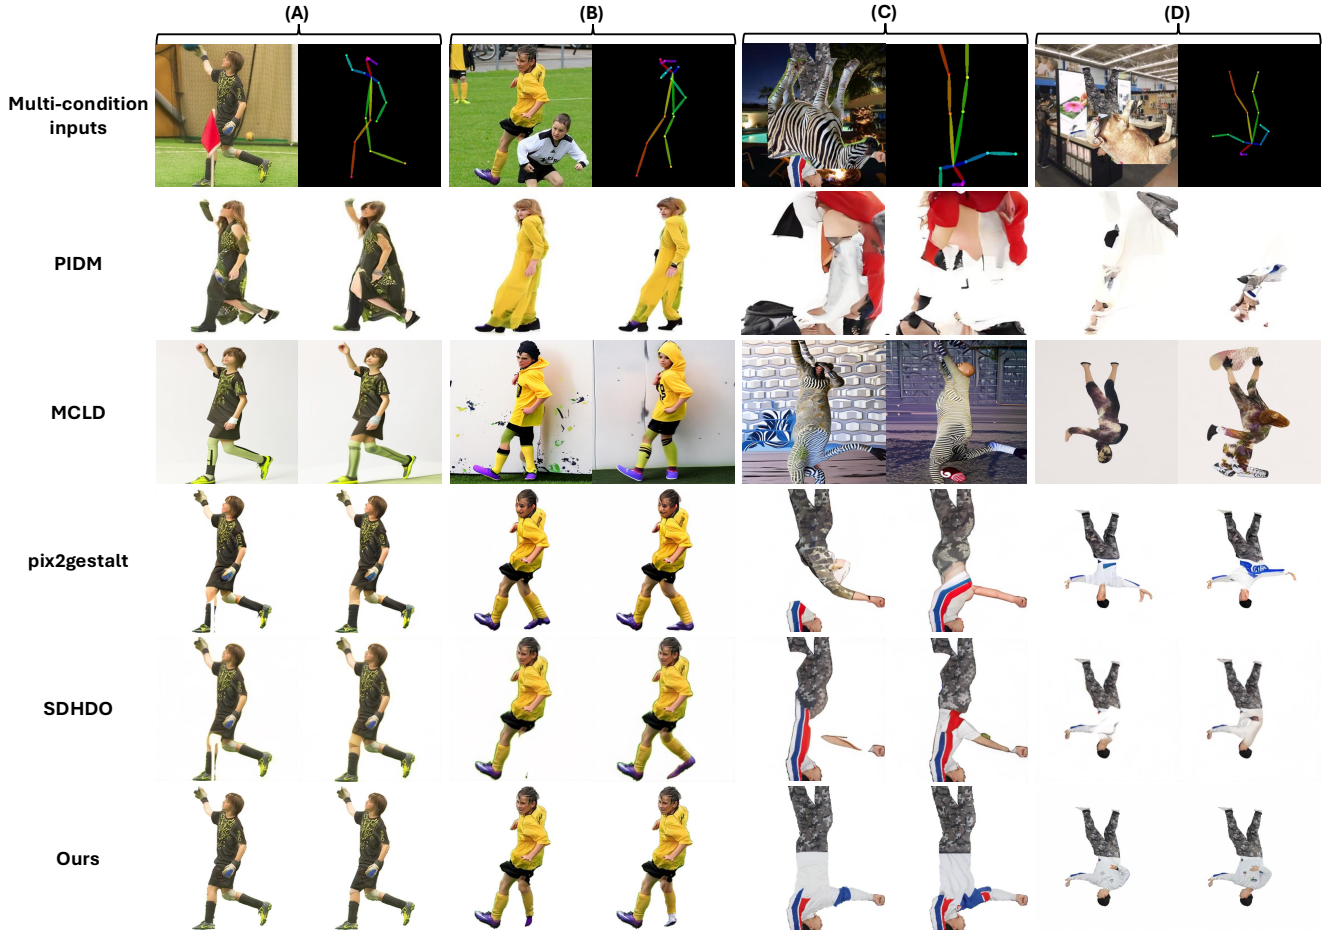 (A)
(B)
(C)
(D)
Multi-condition
inputs
PIDM
MCLD
pix2gestalt
SDHDO
Ours